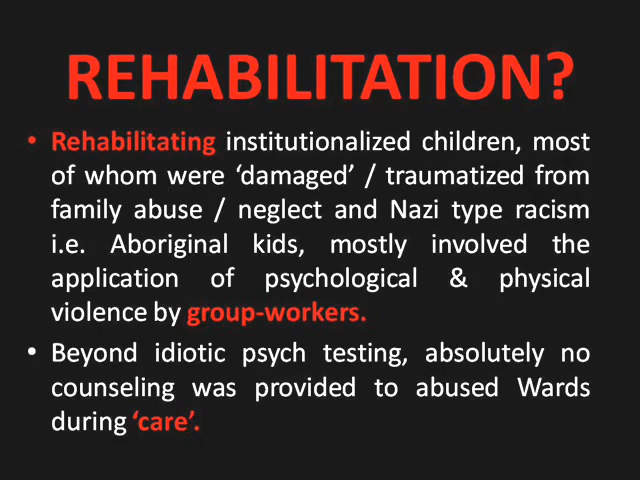 REHABILITATION?
• Rehabilitating institutionalized children, most
of whom were ‘damaged’ / traumatized from
family abuse / neglect and Nazi type racism
i.e. Aboriginal kids, mostly involved the
application of psychological & physical
violence by group-workers.
• Beyond idiotic psych testing, absolutely no
counseling was provided to abused Wards
during ‘care’.